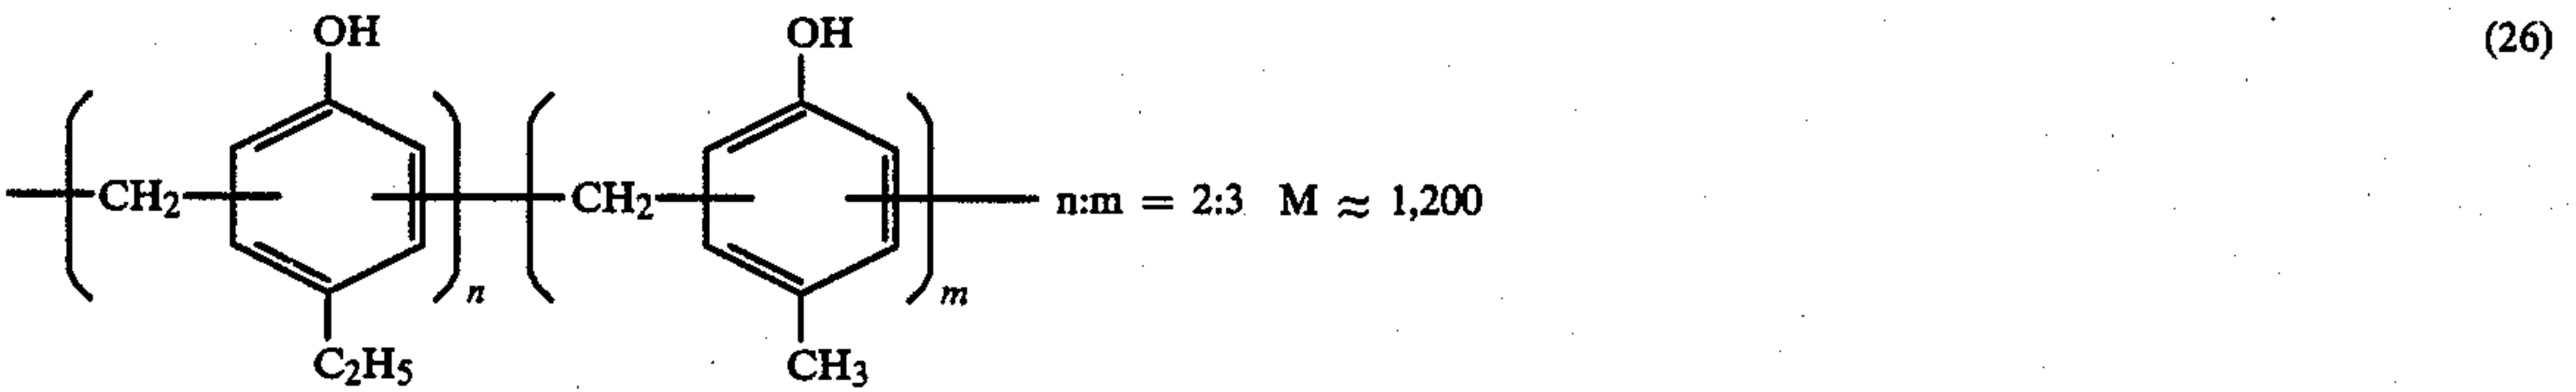 OH OH (26)
CH2 CH2 n:m = 2:3 M ≈ 1,200
n m
C2H5 CH3